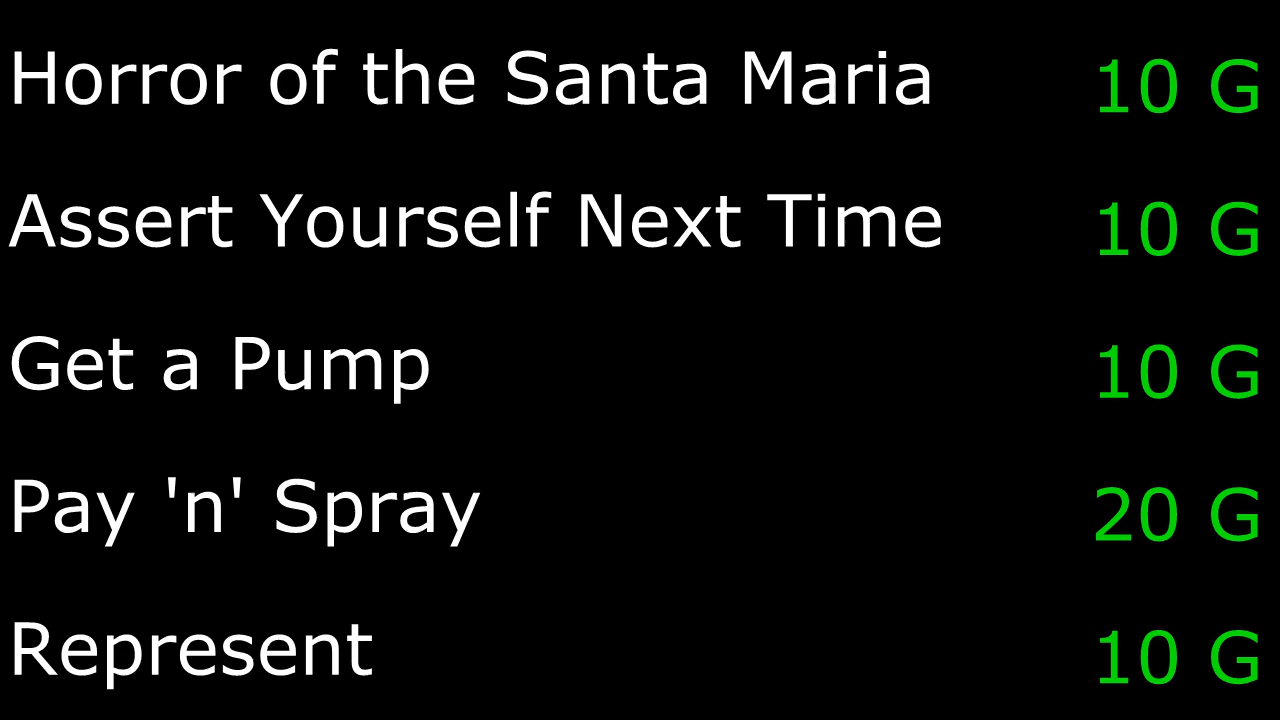 Horror of the Santa Maria 10 G
Assert Yourself Next Time 10 G
Get a Pump 10 G
Pay 'n' Spray 20 G
Represent 10 G